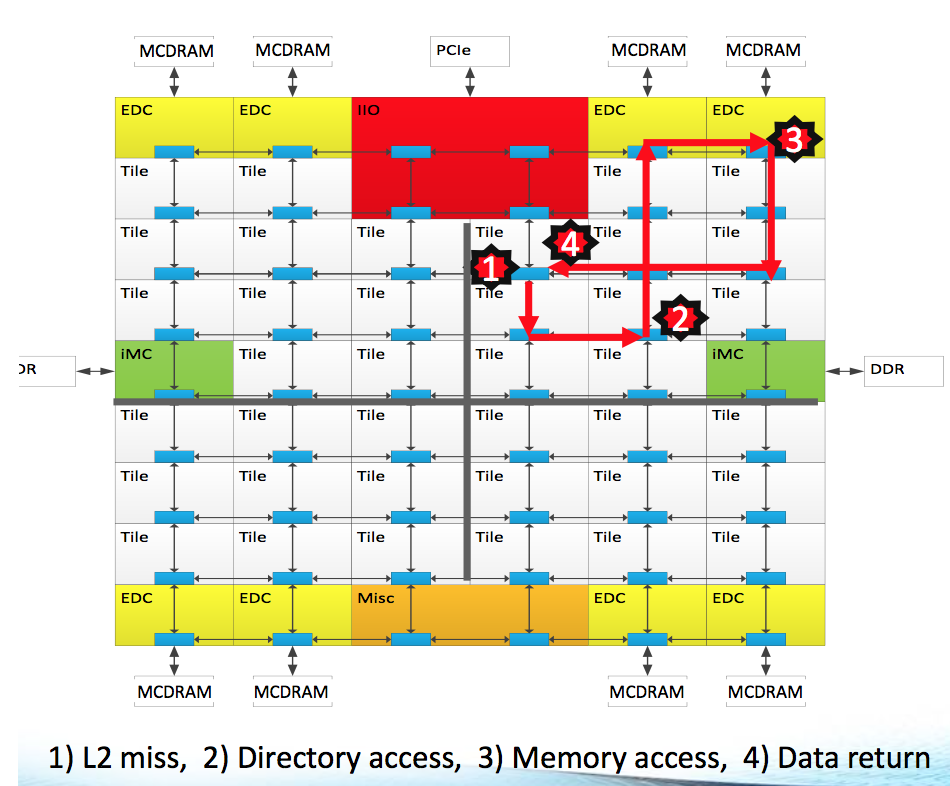 MCDRAM MCDRAM PCIe MCDRAM MCDRAM
EDC EDC IIO EDC EDC
3
Tile Tile Tile Tile
Tile Tile Tile Tile Tile Tile
4
1
Tile Tile Tile Tile Tile Tile
2
iMC Tile Tile Tile Tile iMC
DR DDR
Tile Tile Tile Tile Tile Tile
Tile Tile Tile Tile Tile Tile
Tile Tile Tile Tile Tile Tile
EDC EDC Misc EDC EDC
MCDRAM MCDRAM MCDRAM MCDRAM
1) L2 miss, 2) Directory access, 3) Memory access, 4) Data return